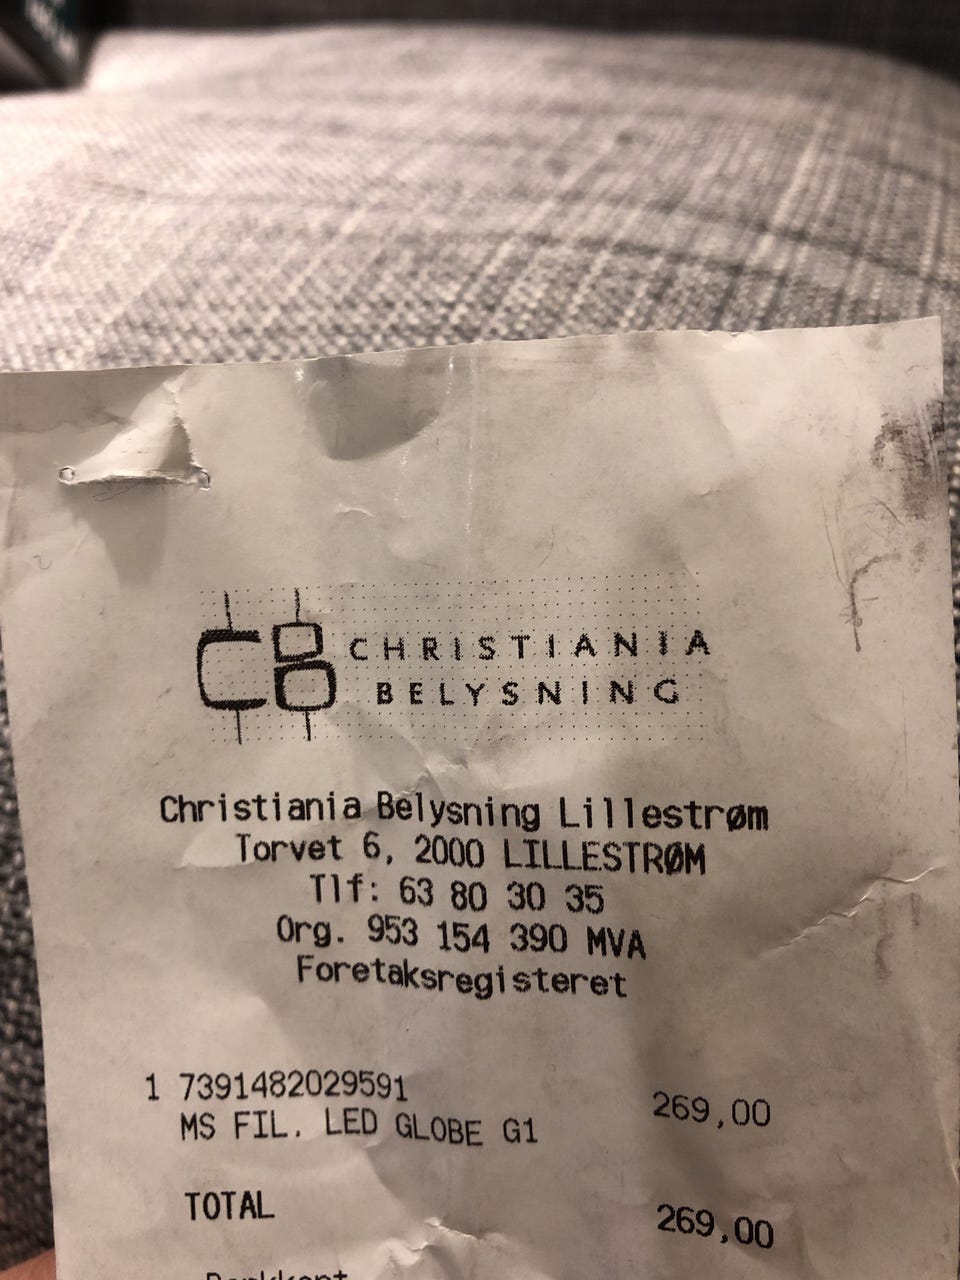 CB CHRISTIANIA
BELYSNING
Christiania Belysning Lillestrøm
Torvet 6, 2000 LILLESTRØM
Tlf: 63 80 30 35
Org. 953 154 390 MVA
Foretaksregisteret
1 7391482029591 269,00
MS FIL. LED GLOBE G1
TOTAL 269,00